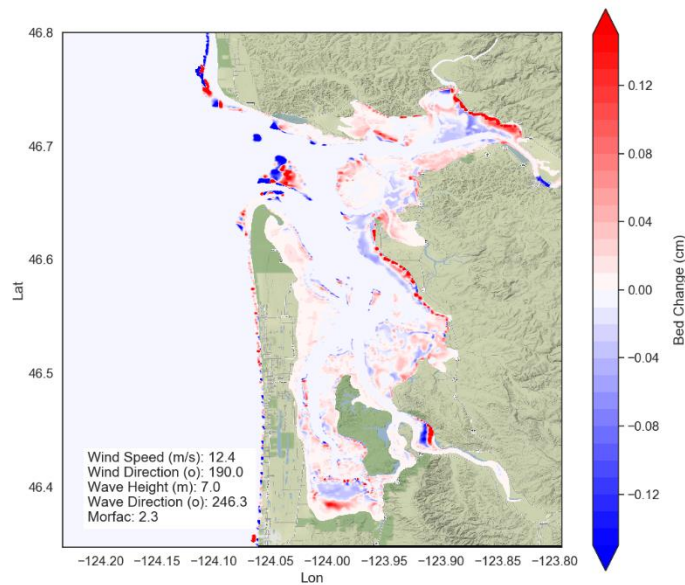 46.8
46.7
46.6
46.5
46.4
Lat
Wind Speed (m/s): 12.4
Wind Direction (o): 190.0
Wave Height (m): 7.0
Wave Direction (o): 246.3
Morfac: 2.3
−124.20 −124.15 −124.10 −124.05 −124.00 −123.95 −123.90 −123.85 −123.80
Lon
0.12
0.08
0.04
0.00
−0.04
−0.08
−0.12
Bed Change (cm)